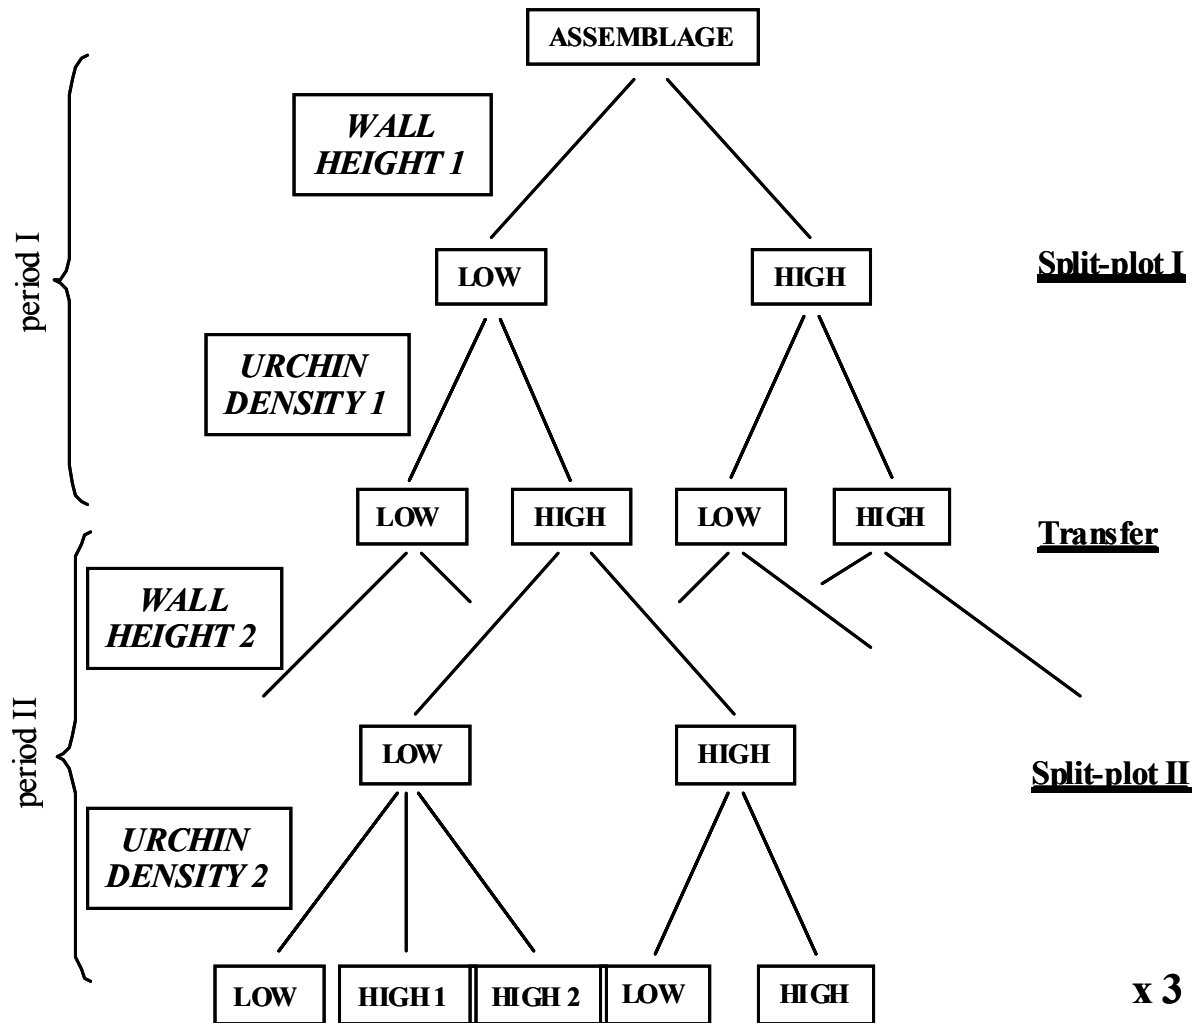 ASSEMBLAGE
WALL
HEIGHT 1
period I
LOW
HIGH
Split-plot I
URCHIN
DENSITY 1
LOW
HIGH
LOW
HIGH
Transfer
WALL
HEIGHT 2
period II
LOW
HIGH
Split-plot II
URCHIN
DENSITY 2
LOW
HIGH 1
HIGH 2
LOW
HIGH
x 3